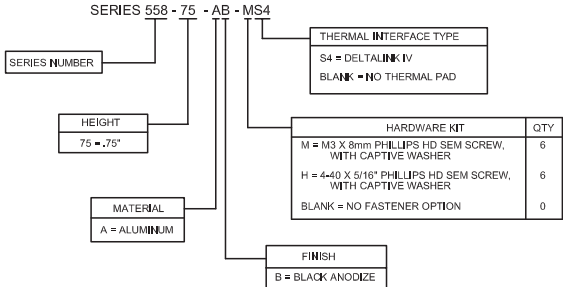 SERIES 558 - 75 - AB - MS4
THERMAL INTERFACE TYPE
S4 = DELTALINK IV
BLANK = NO THERMAL PAD
SERIES NUMBER
HEIGHT
75 = .75"
HARDWARE KIT QTY
M = M3 X 8mm PHILLIPS HD SEM SCREW, 6
WITH CAPTIVE WASHER
H = 4-40 X 5/16" PHILLIPS HD SEM SCREW, 6
WITH CAPTIVE WASHER
BLANK = NO FASTENER OPTION 0
MATERIAL
A = ALUMINUM
FINISH
B = BLACK ANODIZE